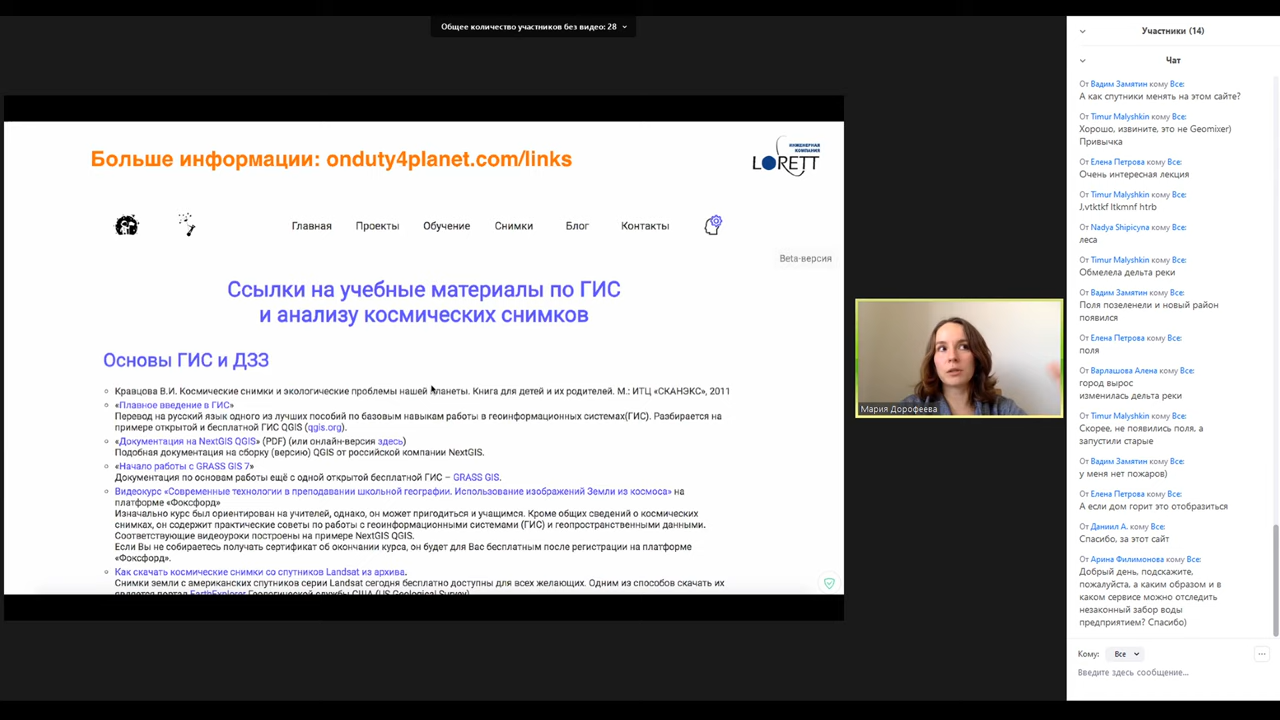 Общее количество участников без видео: 28
Больше информации: onduty4planet.com/links
ИНЖЕНЕРНАЯ
КОМПАНИЯ
LORETT
Главная Проекты Обучение Снимки Блог Контакты
Beta-версия
Ссылки на учебные материалы по ГИС
и анализу космических снимков
Основы ГИС и ДЗЗ
Кравцова В.И. Космические снимки и экологические проблемы нашей планеты. Книга для детей и их родителей. М.: ИТЦ «СКАНЭКС», 2011
«Плавное введение в ГИС»
Перевод на русский язык одного из лучших пособий по базовым навыкам работы в геоинформационных системах(ГИС). Разбирается на
примере открытой и бесплатной ГИС QGIS (qgis.org).
«Документация на NextGIS QGIS» (PDF) (или онлайн-версия здесь)
Подобная документация на сборку (версию) QGIS от российской компании NextGIS.
«Начало работы с GRASS GIS 7»
Документация по основам работы ещё с одной открытой бесплатной ГИС – GRASS GIS.
Видеокурс «Современные технологии в преподавании школьной географии. Использование изображений Земли из космоса» на
платформе «Фоксфорд»
Изначально курс был ориентирован на учителей, однако, он может пригодиться и учащимся. Кроме общих сведений о космических
снимках, он содержит практические советы по работе с геоинформационными системами (ГИС) и геопространственными данными.
Соответствующие видеоуроки построены на примере NextGIS QGIS.
Если Вы не собираетесь получать сертификат об окончании курса, он будет для Вас бесплатным после регистрации на платформе
«Фоксфорд».
Как скачать космические снимки со спутников Landsat из архива.
Снимки земли с американских спутников серии Landsat сегодня бесплатно доступны для всех желающих. Одним из способов скачать их
является портал EarthExplorer Геологической службы США (US Geological Survey)
Мария Дорофеева
Участники (14)
Чат
От Вадим Замятин кому Все:
А как спутники менять на этом сайте?
От Timur Malyshkin кому Все:
Хорошо, извините, это не Geomixer)
Привычка
От Елена Петрова кому Все:
Очень интересная лекция
От Timur Malyshkin кому Все:
J,vtktkf ltkmnf htrb
От Nadya Shipicyna кому Все:
леса
От Timur Malyshkin кому Все:
Обмелела дельта реки
От Вадим Замятин кому Все:
Поля позеленели и новый район
появился
От Елена Петрова кому Все:
поля
От Варлашова Алена кому Все:
город вырос
изменилась дельта реки
От Timur Malyshkin кому Все:
Скорее, не появились поля, а
запустили старые
От Вадим Замятин кому Все:
у меня нет пожаров)
От Елена Петрова кому Все:
А если дом горит это отобразиться
От Даниил А. кому Все:
Спасибо, за этот сайт
От Арина Филимонова кому Все:
Добрый день, подскажите,
пожалуйста, а каким образом и в
каком сервисе можно отследить
незаконный забор воды
предприятием? Спасибо)
Кому: Все
Введите здесь сообщение...